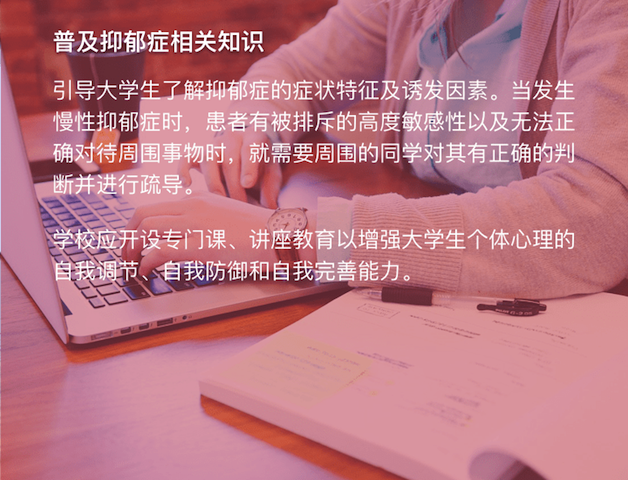 普及抑郁症相关知识
引导大学生了解抑郁症的症状特征及诱发因素。当发生
慢性抑郁症时，患者有被排斥的高度敏感性以及无法正
确对待周围事物时，就需要周围的同学对其有正确的判
断并进行疏导。
学校应开设专门课、讲座教育以增强大学生个体心理的
自我调节、自我防御和自我完善能力。